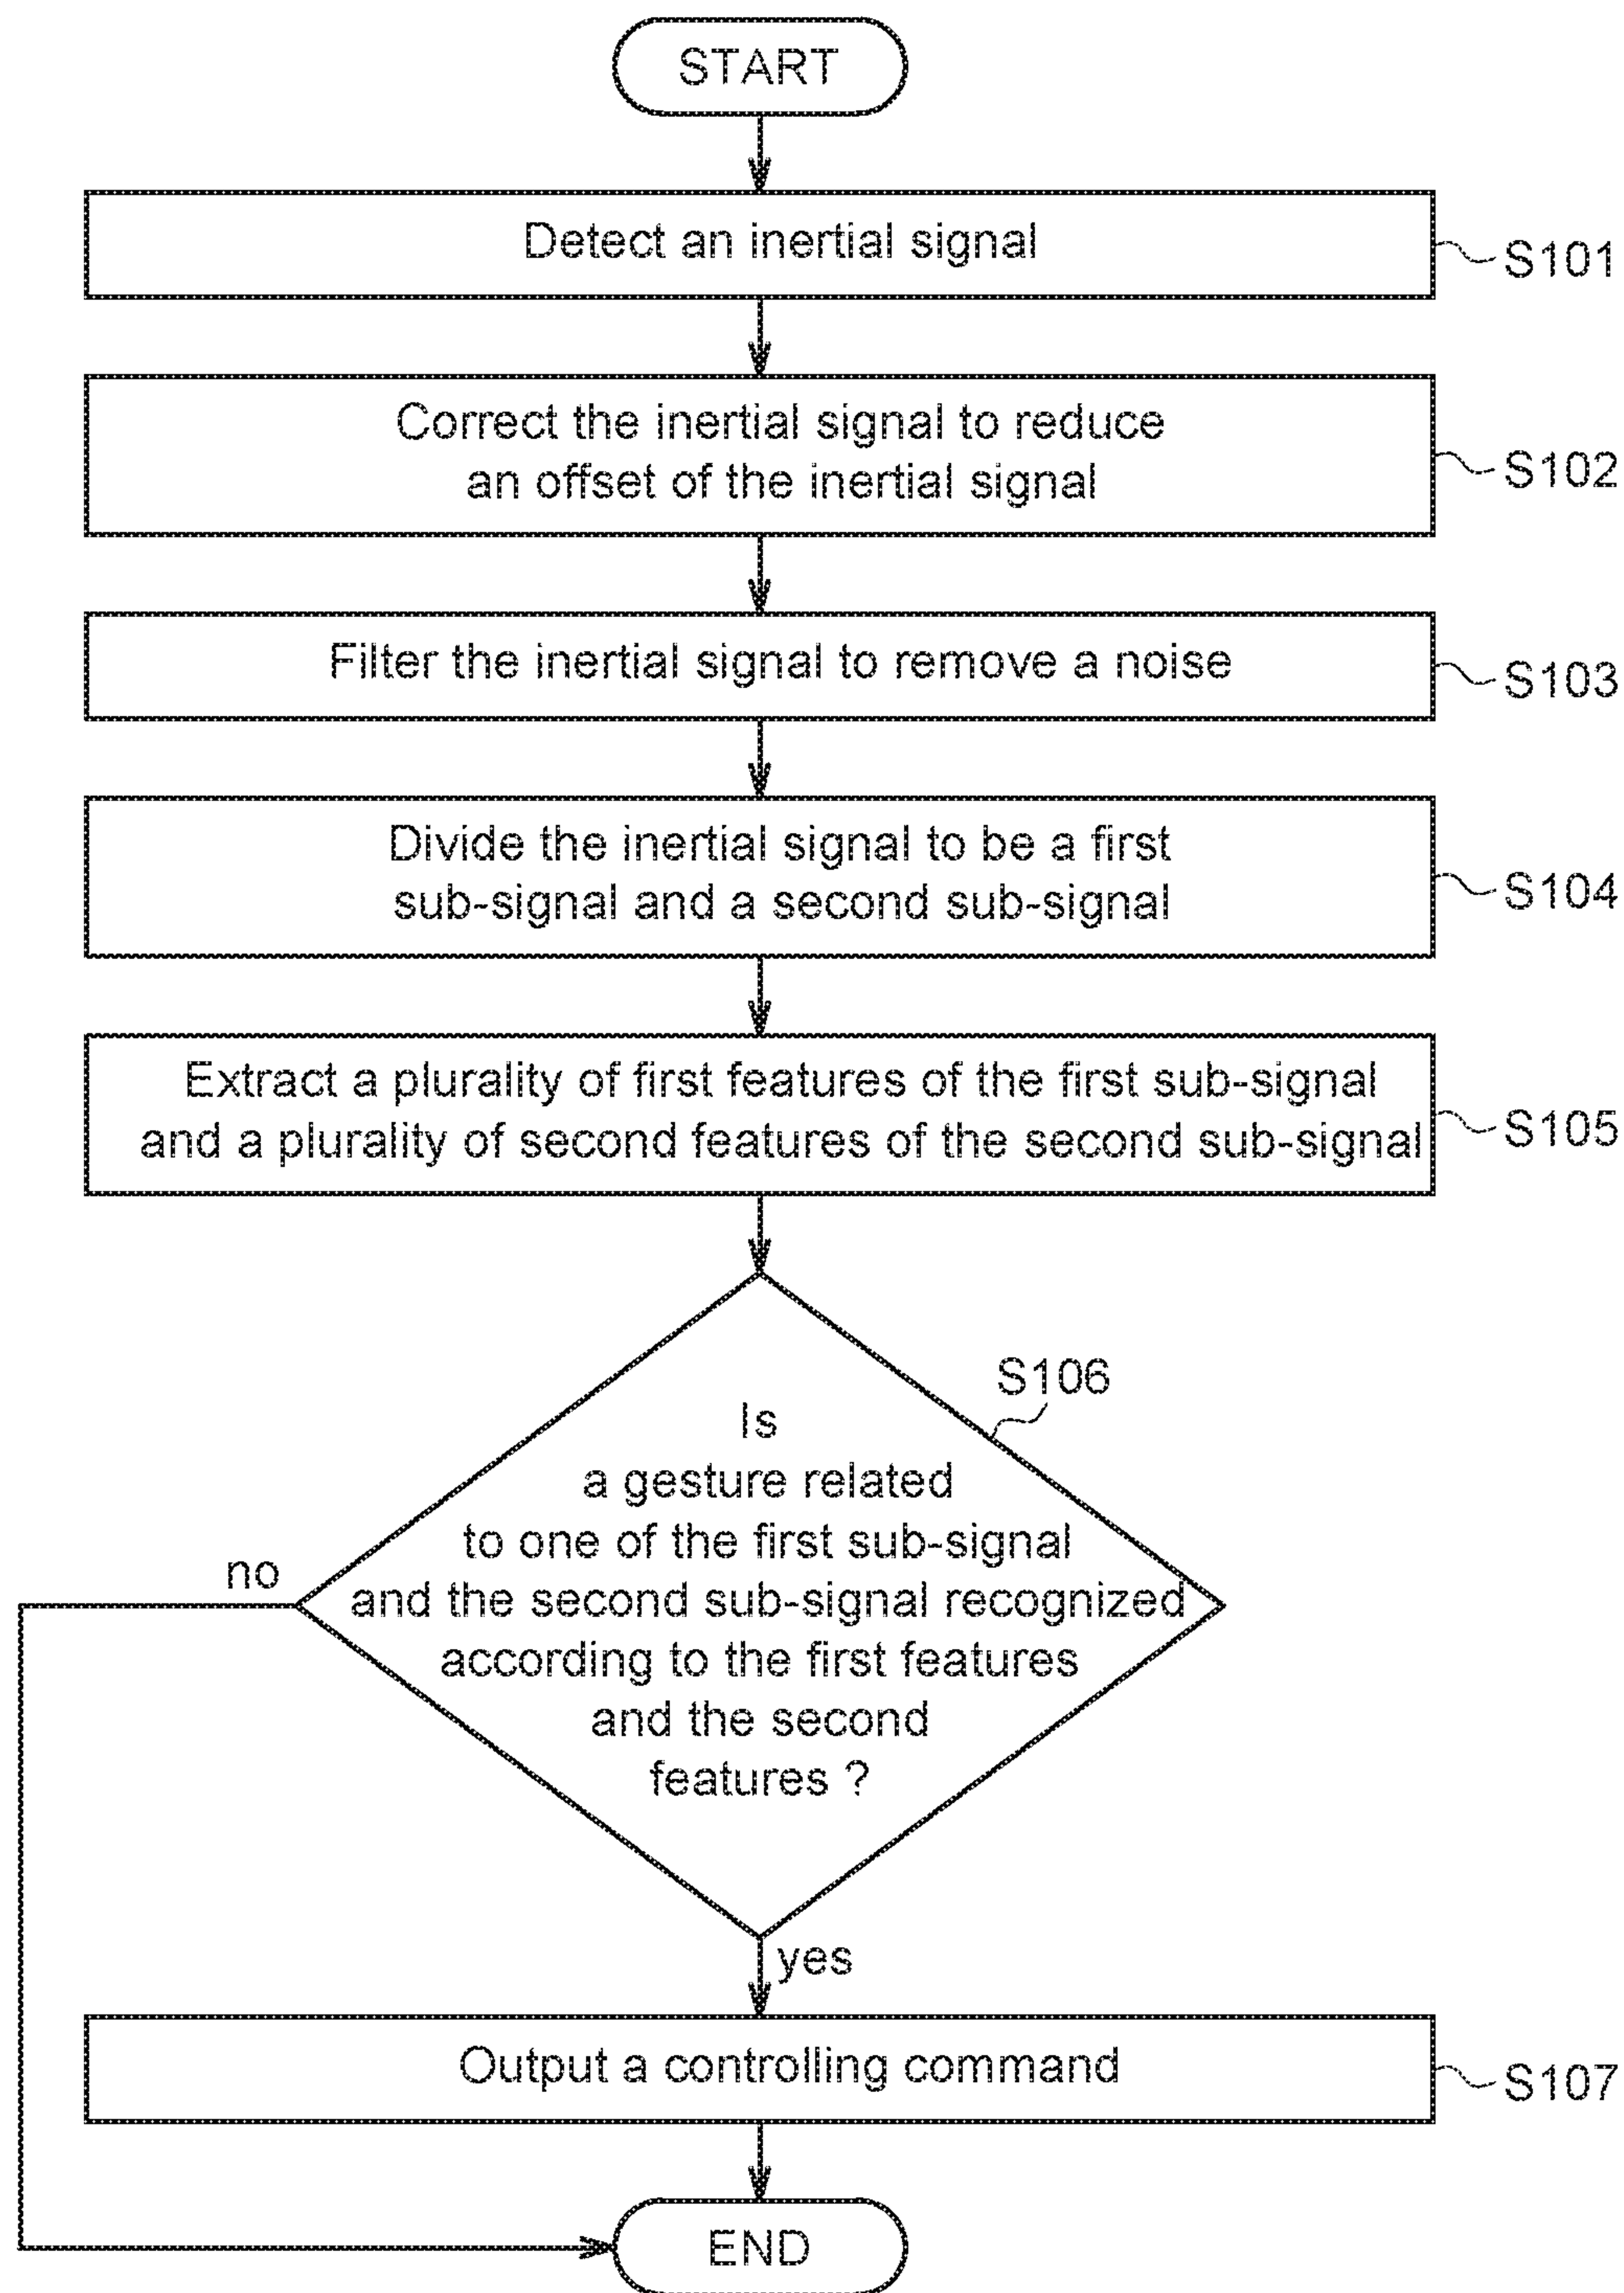 START
Detect an inertial signal
S101
Correct the inertial signal to reduce
an offset of the inertial signal
S102
Filter the inertial signal to remove a noise
S103
Divide the inertial signal to be a first
sub-signal and a second sub-signal
S104
Extract a plurality of first features of the first sub-signal
and a plurality of second features of the second sub-signal
S105
S106
Is
a gesture related
to one of the first sub-signal
and the second sub-signal recognized
according to the first features
and the second
features ?
no
yes
Output a controlling command
S107
END